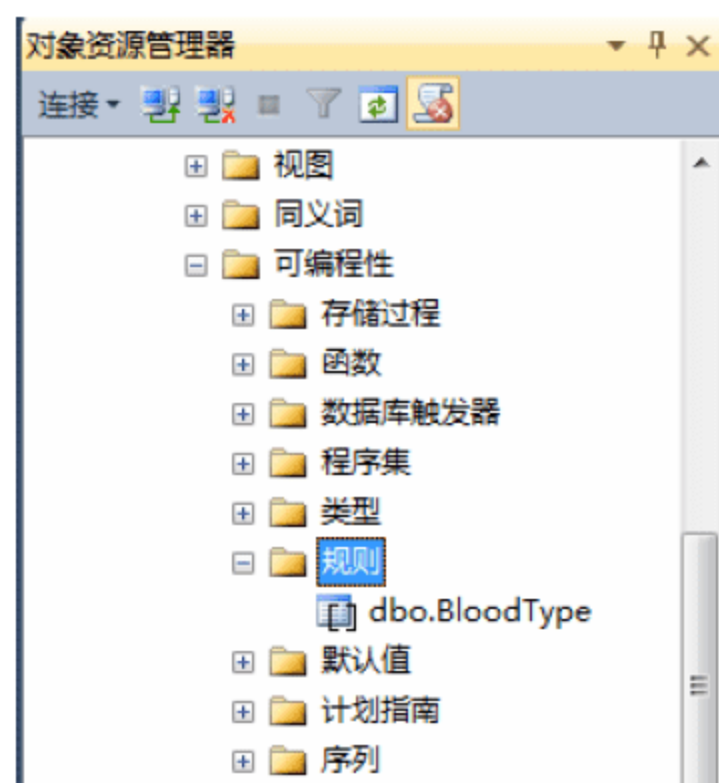 对象资源管理器
连接
视图
同义词
可编程性
存储过程
函数
数据库触发器
程序集
类型
规则
dbo.BloodType
默认值
计划指南
序列